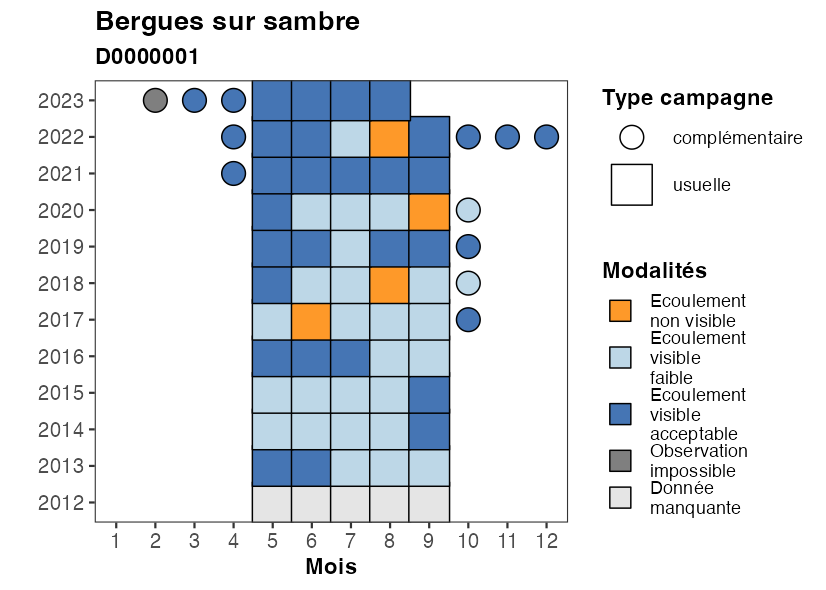 Bergues sur sambre
D0000001
2023
2022
2021
2020
2019
2018
2017
2016
2015
2014
2013
2012
1 2 3 4 5 6 7 8 9 10 11 12
Mois
Type campagne
complémentaire
usuelle
Modalités
Ecoulement
non visible
Ecoulement
visible
faible
Ecoulement
visible
acceptable
Observation
impossible
Donnée
manquante